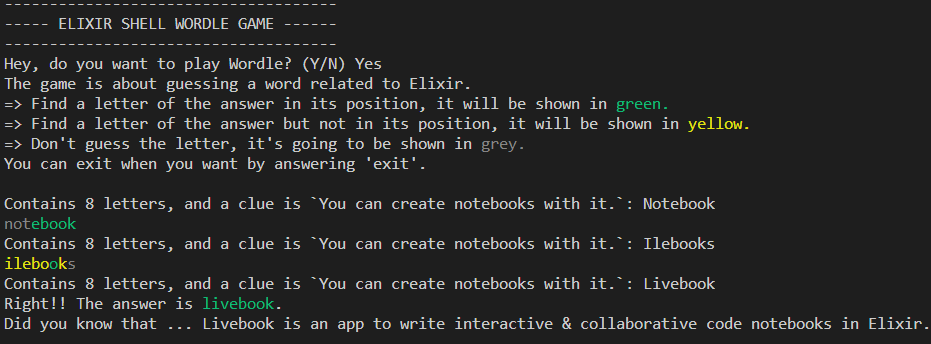 -------------------------------------
----- ELIXIR SHELL WORDLE GAME ------
-------------------------------------
Hey, do you want to play Wordle? (Y/N) Yes
The game is about guessing a word related to Elixir.
=> Find a letter of the answer in its position, it will be shown in green.
=> Find a letter of the answer but not in its position, it will be shown in yellow.
=> Don't guess the letter, it's going to be shown in grey.
You can exit when you want by answering 'exit'.
Contains 8 letters, and a clue is `You can create notebooks with it.`: Notebook
notebook
Contains 8 letters, and a clue is `You can create notebooks with it.`: Ilebooks
ilebooks
Contains 8 letters, and a clue is `You can create notebooks with it.`: Livebook
Right!! The answer is livebook.
Did you know that ... Livebook is an app to write interactive & collaborative code notebooks in Elixir.